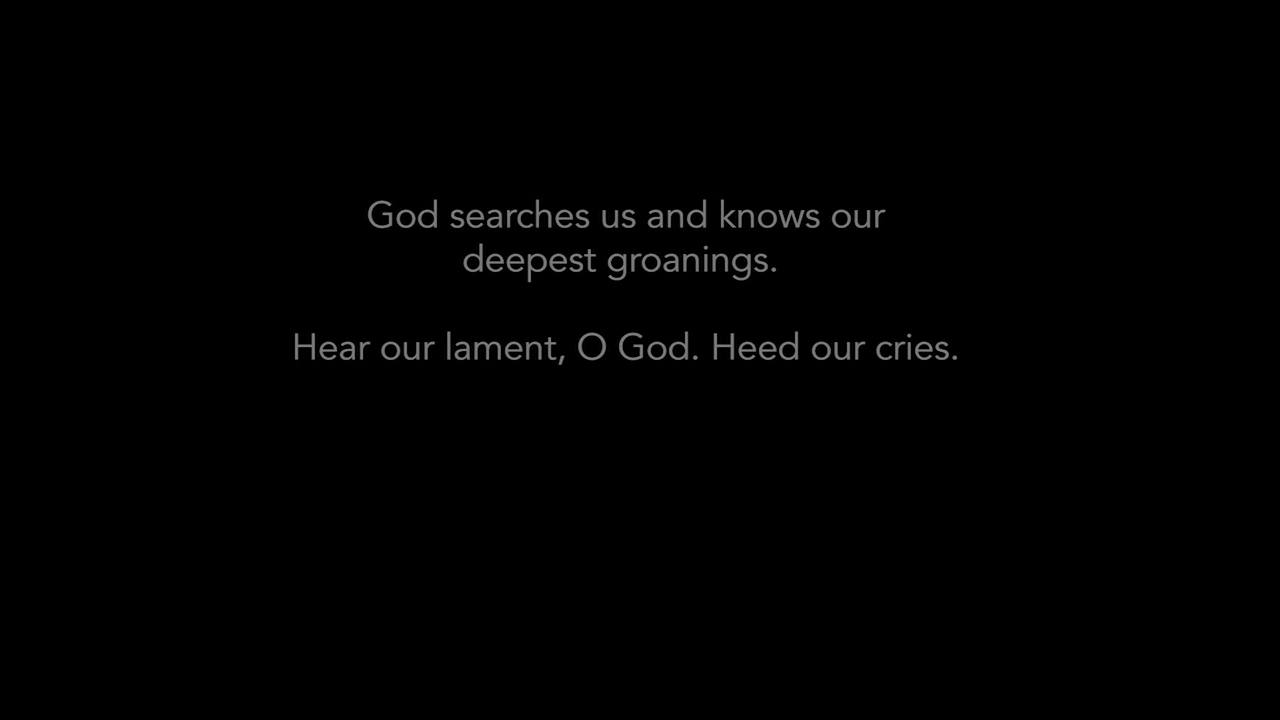 God searches us and knows our
deepest groanings.
Hear our lament, O God. Heed our cries.